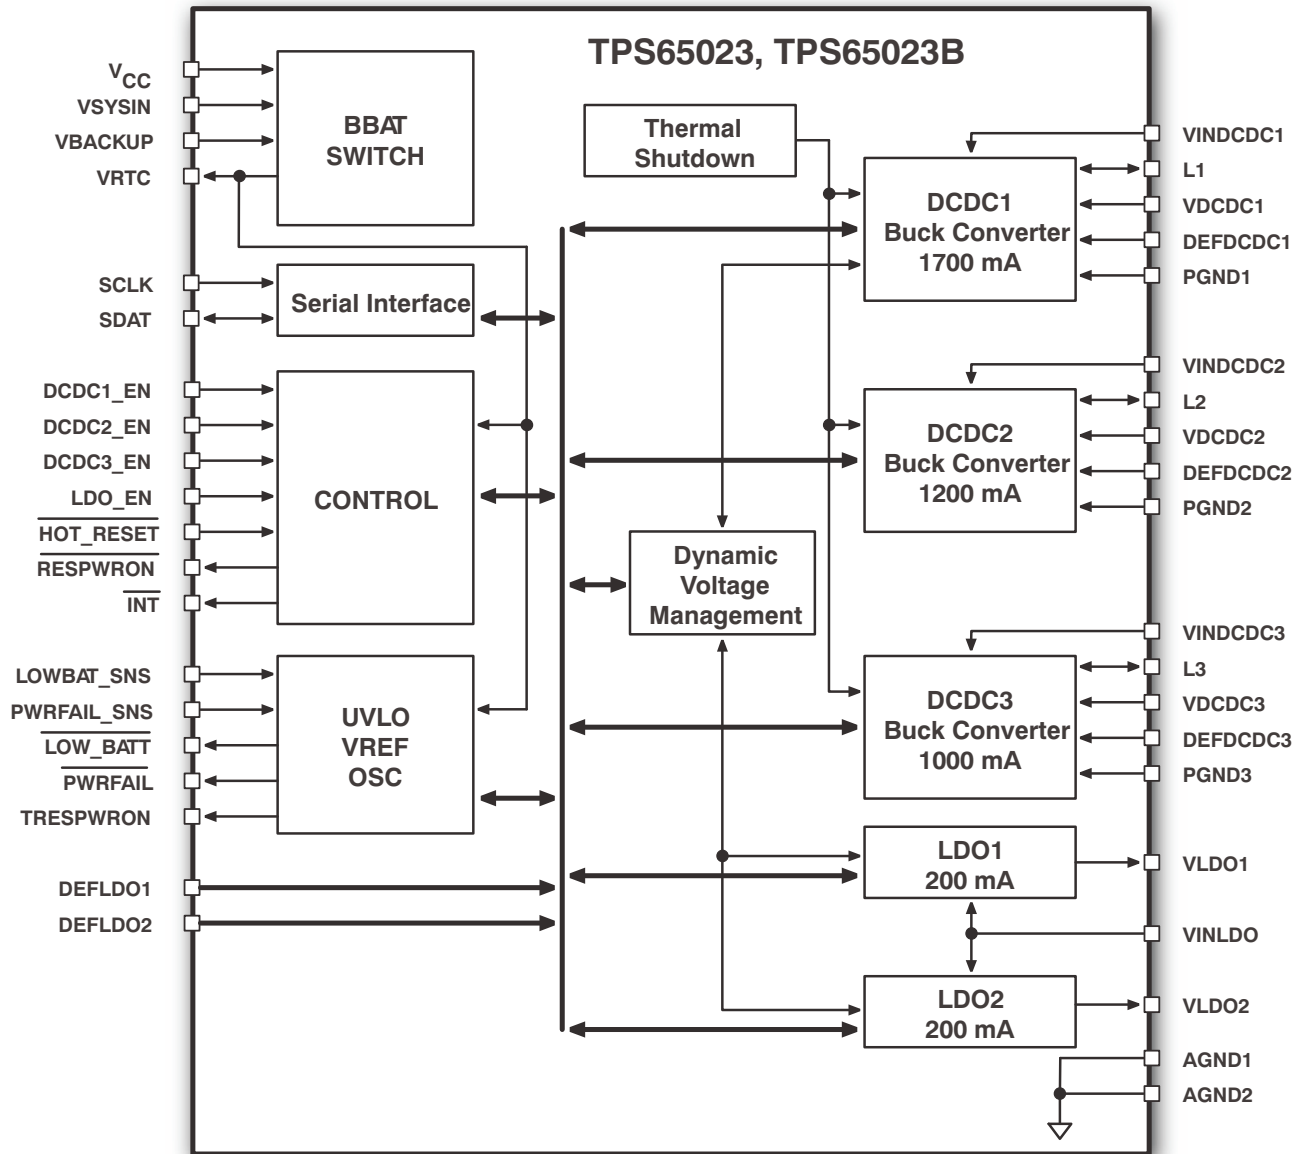 TPS65023, TPS65023B
VCC
VSYSIN
VBACKUP
VRTC
BBAT
SWITCH
SCLK
SDAT
Serial Interface
DCDC1_EN
DCDC2_EN
DCDC3_EN
LDO_EN
HOT_RESET
RESPWRON
INT
CONTROL
LOWBAT_SNS
PWRFAIL_SNS
LOW_BATT
PWRFAIL
TRESPWRON
UVLO
VREF
OSC
DEFLDO1
DEFLDO2
Thermal
Shutdown
Dynamic
Voltage
Management
DCDC1
Buck Converter
1700 mA
VINDCDC1
L1
VDCDC1
DEFDCDC1
PGND1
DCDC2
Buck Converter
1200 mA
VINDCDC2
L2
VDCDC2
DEFDCDC2
PGND2
DCDC3
Buck Converter
1000 mA
VINDCDC3
L3
VDCDC3
DEFDCDC3
PGND3
LDO1
200 mA
VLDO1
VINLDO
LDO2
200 mA
VLDO2
AGND1
AGND2